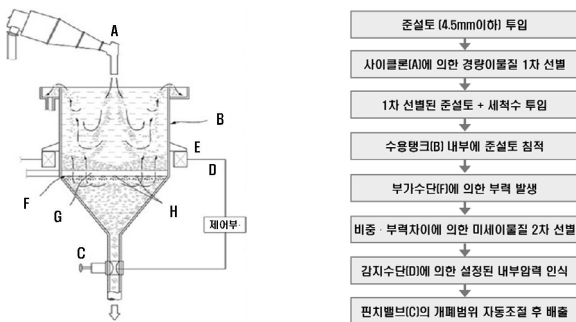 A
B
E
D
F
G
H
제어부
C
준설토 (4.5mm이하) 투입
사이클론(A)에 의한 경량이물질 1차 선별
1차 선별된 준설토 + 세척수 투입
수용탱크(B) 내부에 준설토 침적
부가수단(F)에 의한 부력 발생
비중 · 부력차이에 의한 미세이물질 2차 선별
감지수단(D)에 의한 설정된 내부압력 인식
핀치밸브(C)의 개폐범위 자동조절 후 배출